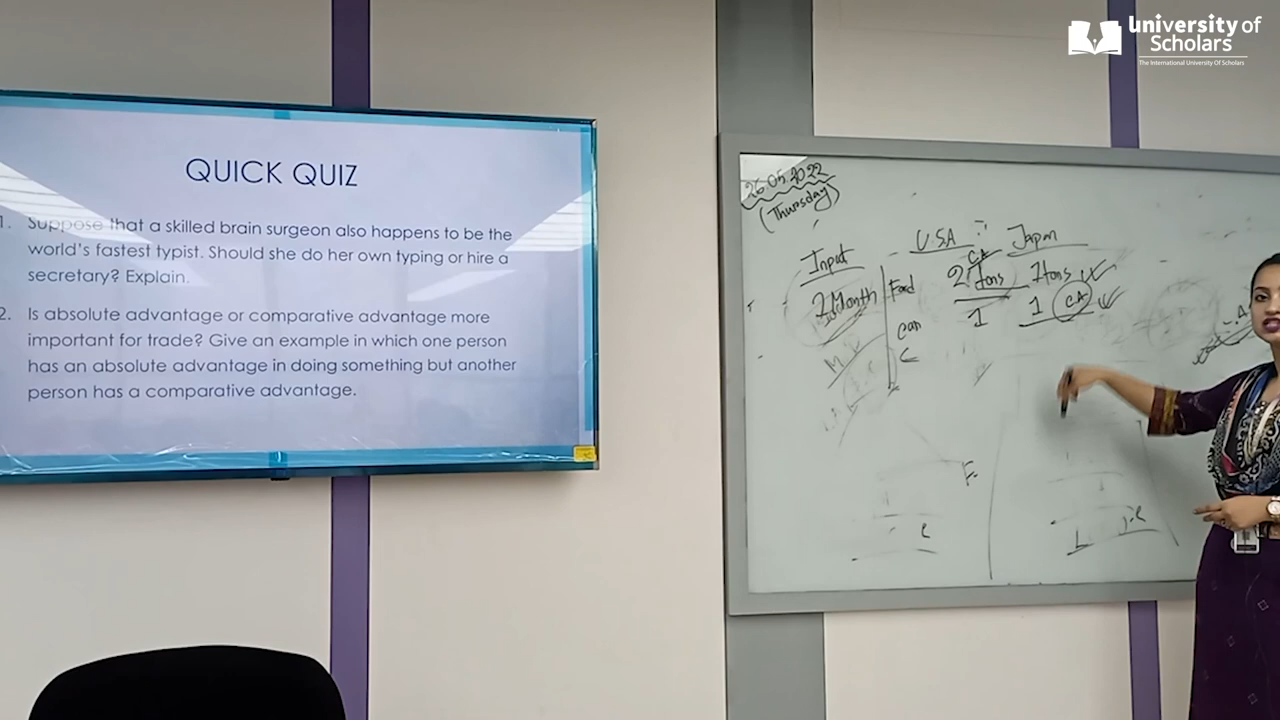 university of
Scholars
The International University Of Scholars
QUICK QUIZ
1. Suppose that a skilled brain surgeon also happens to be the
world's fastest typist. Should she do her own typing or hire a
secretary? Explain.
2. Is absolute advantage or comparative advantage more
important for trade? Give an example in which one person
has an absolute advantage in doing something but another
person has a comparative advantage.
26.05.2022
(Thursday)
Input USA Japan
C.A
1 Month Food 2 tons 1 tons
Car 1 1 C.A